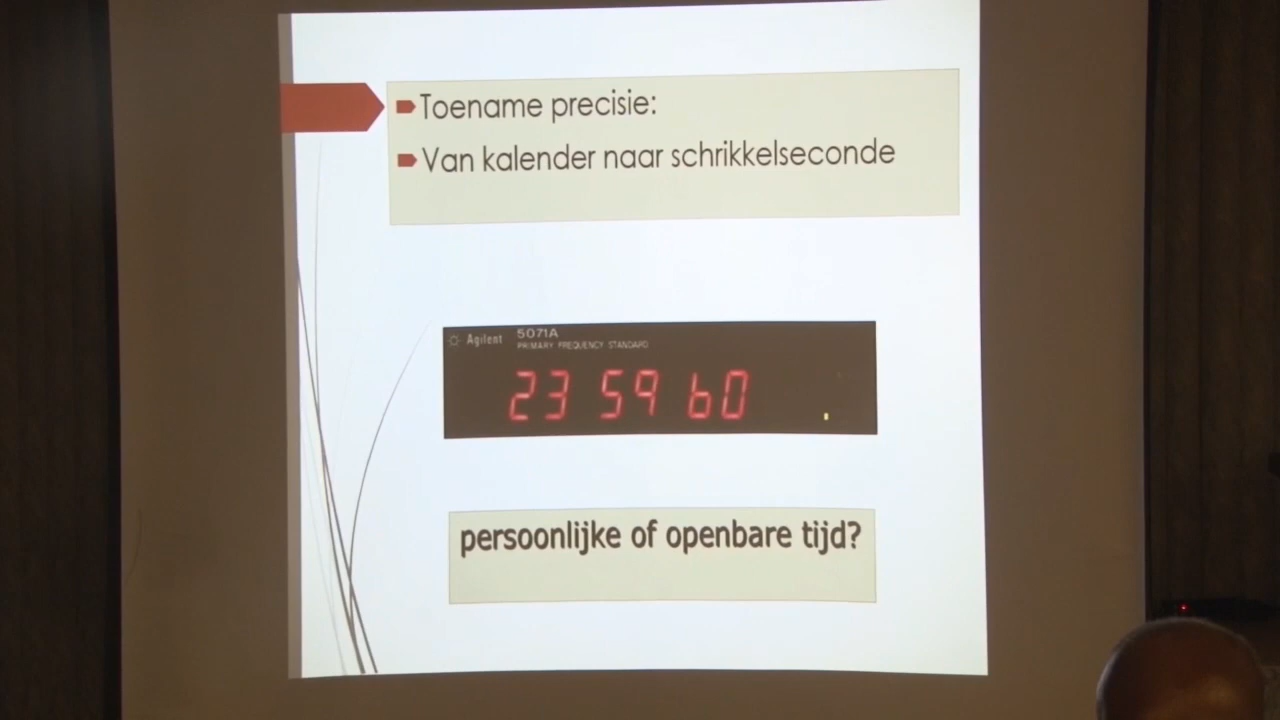 Toename precisie:
Van kalender naar schrikkelseconde
Agilent 5071A
PRIMARY FREQUENCY STANDARD
23 59 60
persoonlijke of openbare tijd?